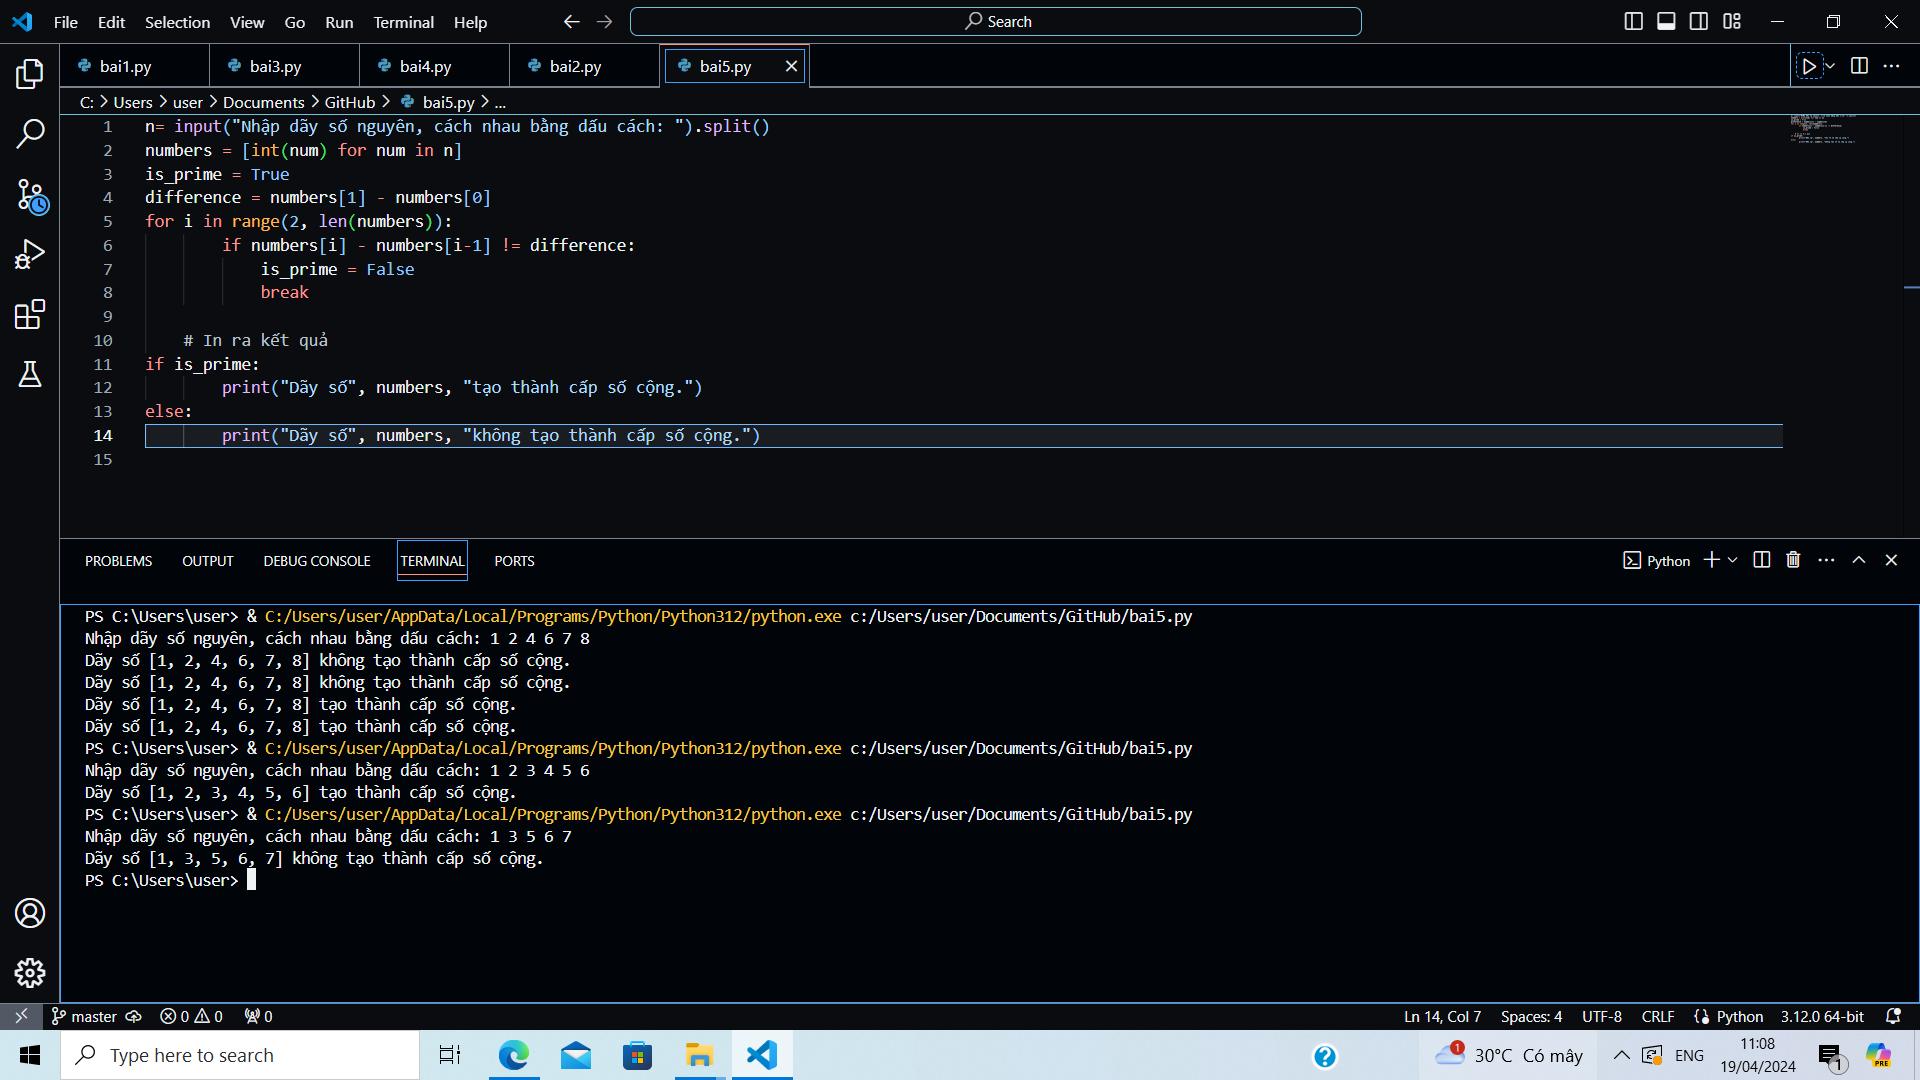 File Edit Selection View Go Run Terminal Help
Search
bai1.py bai3.py bai4.py bai2.py bai5.py
C: > Users > user > Documents > GitHub > bai5.py > ...
1 n= input("Nhập dãy số nguyên, cách nhau bằng dấu cách: ").split()
2 numbers = [int(num) for num in n]
3 is_prime = True
4 difference = numbers[1] - numbers[0]
5 for i in range(2, len(numbers)):
6         if numbers[i] - numbers[i-1] != difference:
7             is_prime = False
8             break
9
10     # In ra kết quả
11 if is_prime:
12         print("Dãy số", numbers, "tạo thành cấp số cộng.")
13 else:
14         print("Dãy số", numbers, "không tạo thành cấp số cộng.")
15
PROBLEMS OUTPUT DEBUG CONSOLE TERMINAL PORTS
Python
PS C:\Users\user> & C:/Users/user/AppData/Local/Programs/Python/Python312/python.exe c:/Users/user/Documents/GitHub/bai5.py
Nhập dãy số nguyên, cách nhau bằng dấu cách: 1 2 4 6 7 8
Dãy số [1, 2, 4, 6, 7, 8] không tạo thành cấp số cộng.
Dãy số [1, 2, 4, 6, 7, 8] không tạo thành cấp số cộng.
Dãy số [1, 2, 4, 6, 7, 8] tạo thành cấp số cộng.
Dãy số [1, 2, 4, 6, 7, 8] tạo thành cấp số cộng.
PS C:\Users\user> & C:/Users/user/AppData/Local/Programs/Python/Python312/python.exe c:/Users/user/Documents/GitHub/bai5.py
Nhập dãy số nguyên, cách nhau bằng dấu cách: 1 2 3 4 5 6
Dãy số [1, 2, 3, 4, 5, 6] tạo thành cấp số cộng.
PS C:\Users\user> & C:/Users/user/AppData/Local/Programs/Python/Python312/python.exe c:/Users/user/Documents/GitHub/bai5.py
Nhập dãy số nguyên, cách nhau bằng dấu cách: 1 3 5 6 7
Dãy số [1, 3, 5, 6, 7] không tạo thành cấp số cộng.
PS C:\Users\user>
master 0 0 0 Ln 14, Col 7 Spaces: 4 UTF-8 CRLF Python 3.12.0 64-bit
Type here to search
1 30°C Có mây ENG
11:08
19/04/2024
1
PRE